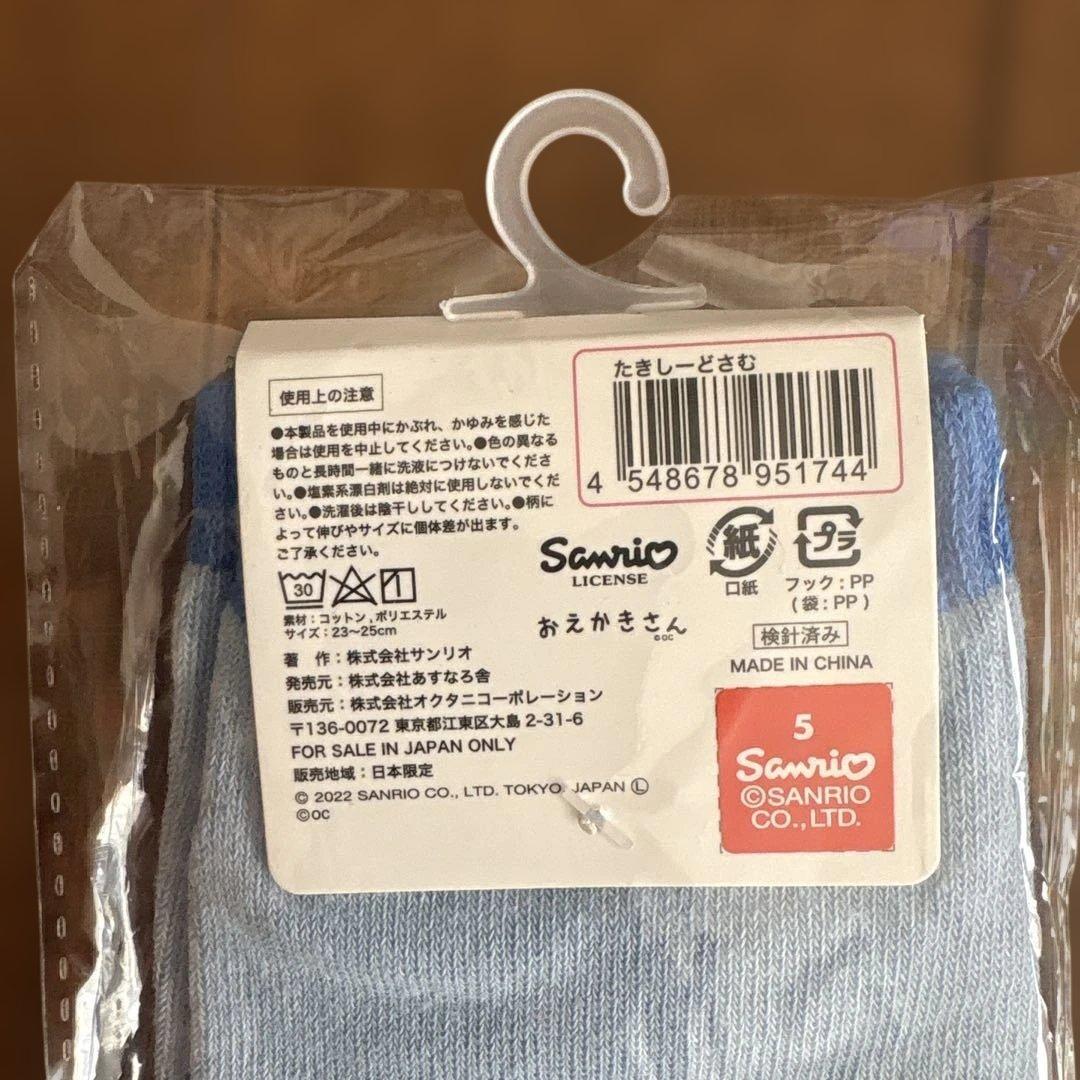 使用上の注意
●本製品を使用中にかぶれ、かゆみを感じた
場合は使用を中止してください。●色の異なる
ものと長時間一緒に洗液につけないでくださ
い。●塩素系漂白剤は絶対に使用しないでくだ
さい。●洗濯後は陰干ししてください。●柄に
よって伸びやサイズに個体差が出ます。
ご了承ください。
30
素材：コットン,ポリエステル
サイズ：23〜25cm
著　作：株式会社サンリオ
発売元：株式会社あすなろ舎
販売元：株式会社オクタニコーポレーション
〒136-0072 東京都江東区大島 2-31-6
FOR SALE IN JAPAN ONLY
販売地域：日本限定
© 2022 SANRIO CO., LTD. TOKYO, JAPAN Ⓛ
©OC
たきしーどさむ
4 548678 951744
Sanrio
LICENSE
おえかきさん
©OC
紙
口紙
プラ
フック：PP
(袋：PP)
検針済み
MADE IN CHINA
5
Sanrio
©SANRIO
CO.,LTD.